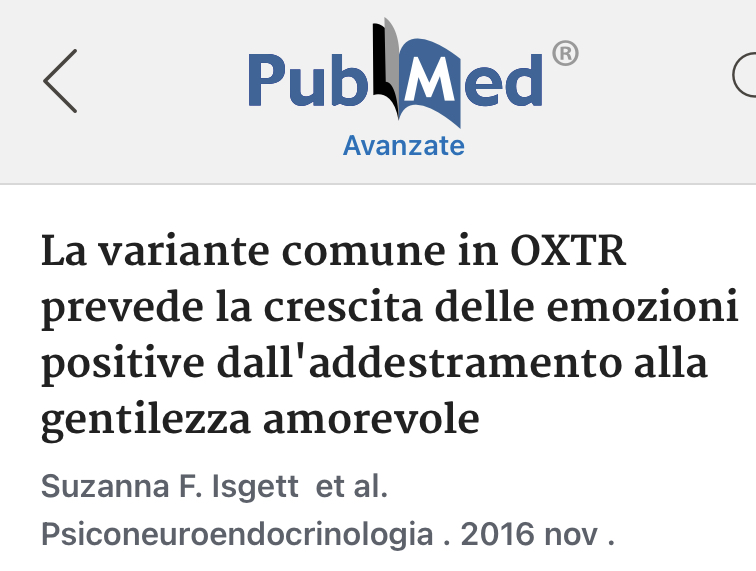 PubMed®
Avanzate
La variante comune in OXTR
prevede la crescita delle emozioni
positive dall'addestramento alla
gentilezza amorevole
Suzanna F. Isgett et al.
Psiconeuroendocrinologia . 2016 nov .